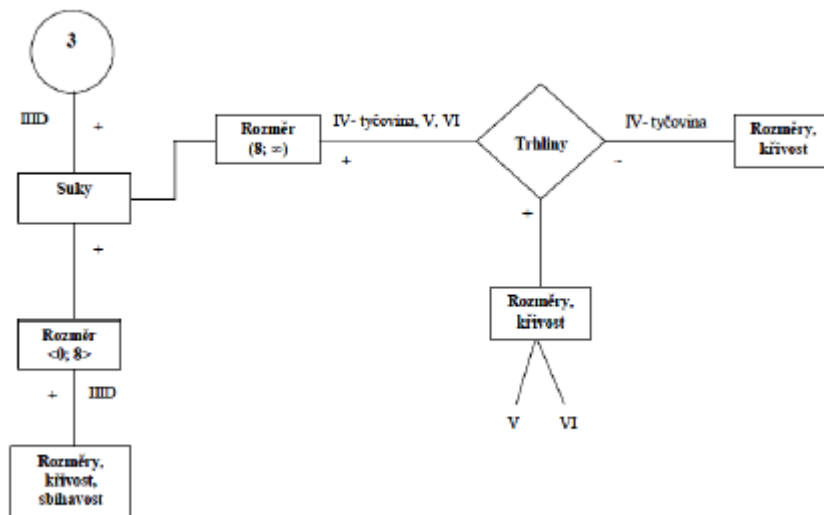 3
IIID
+
Suky
+
Rozměr
<0; 8>
+
IIID
Rozměry,
křivost,
sbíhavost
Rozměr
(8; ∞)
IV- tyčovina, V, VI
+
Trhliny
IV- tyčovina
-
Rozměry,
křivost
+
Rozměry,
křivost
V
VI